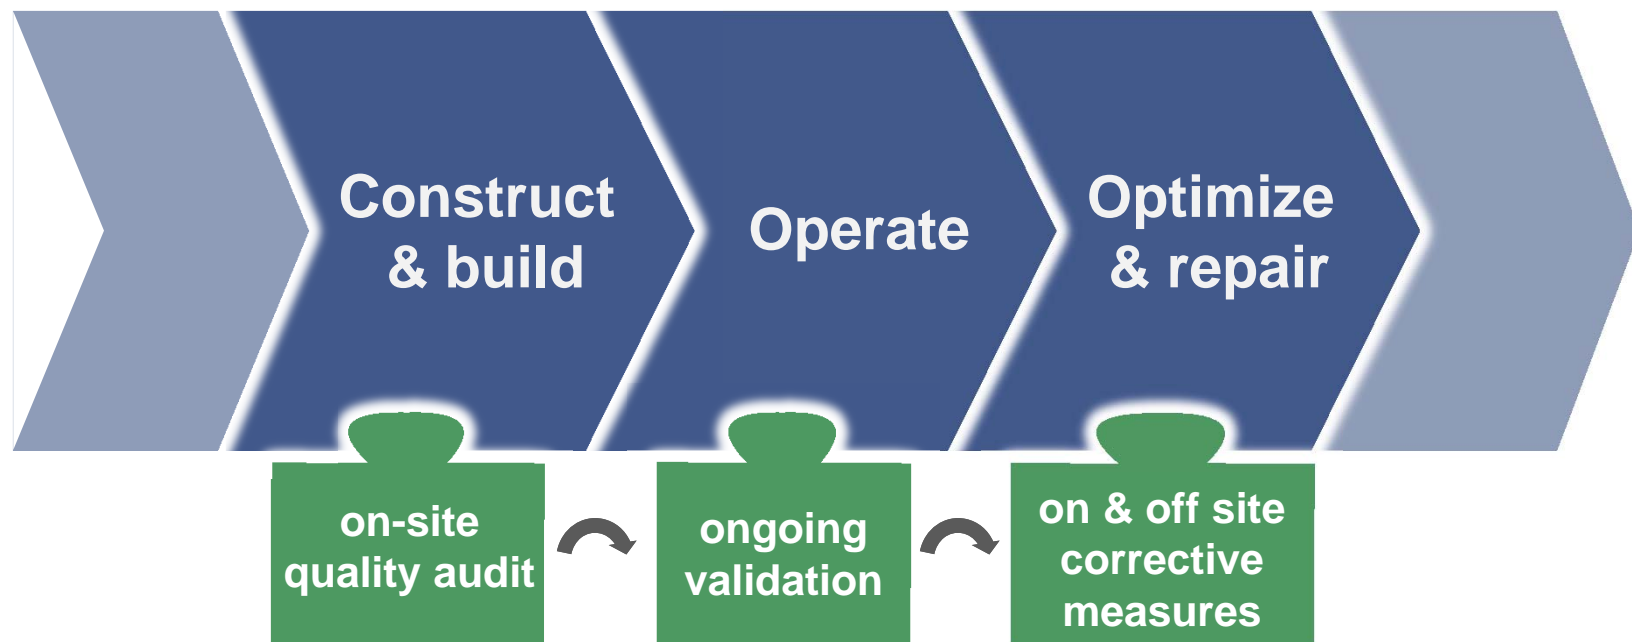 Construct
& build
Operate
Optimize
& repair
on-site
quality audit
ongoing
validation
on & off site
corrective
measures